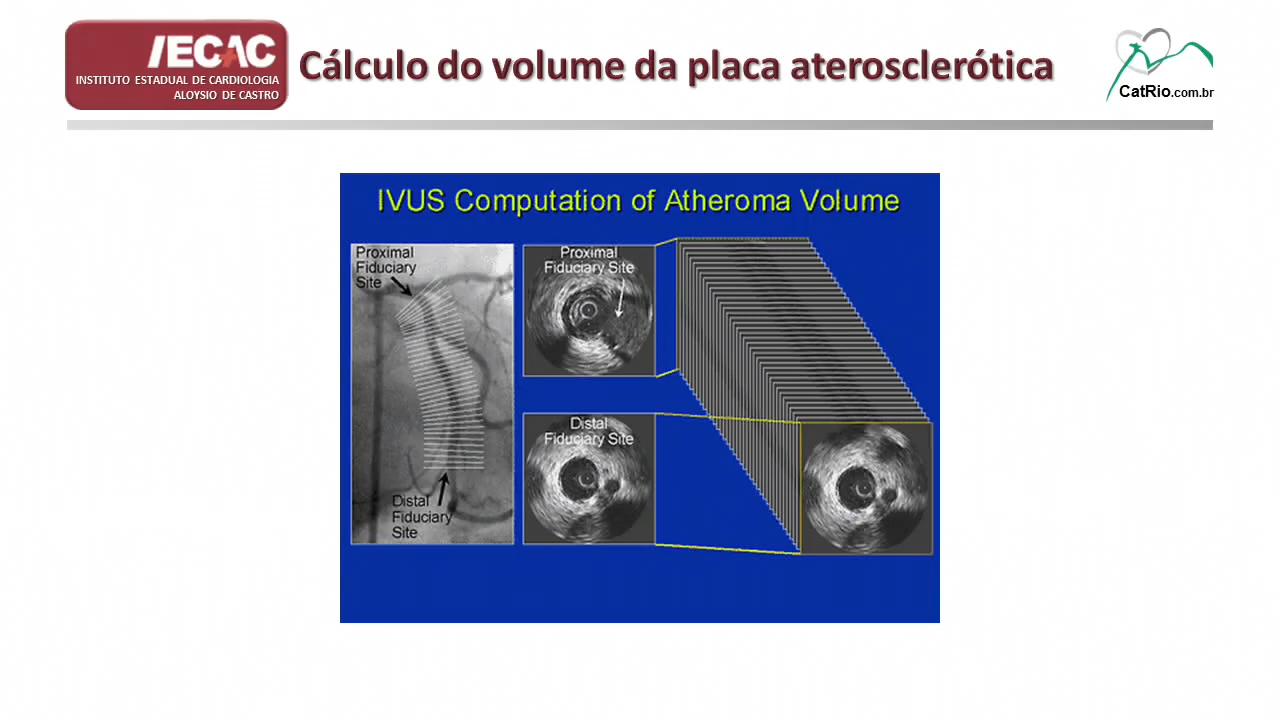 IECAC
INSTITUTO ESTADUAL DE CARDIOLOGIA
ALOYSIO DE CASTRO
Cálculo do volume da placa aterosclerótica
CatRio.com.br
IVUS Computation of Atheroma Volume
Proximal
Fiduciary
Site
Distal
Fiduciary
Site
Proximal
Fiduciary Site
Distal
Fiduciary Site